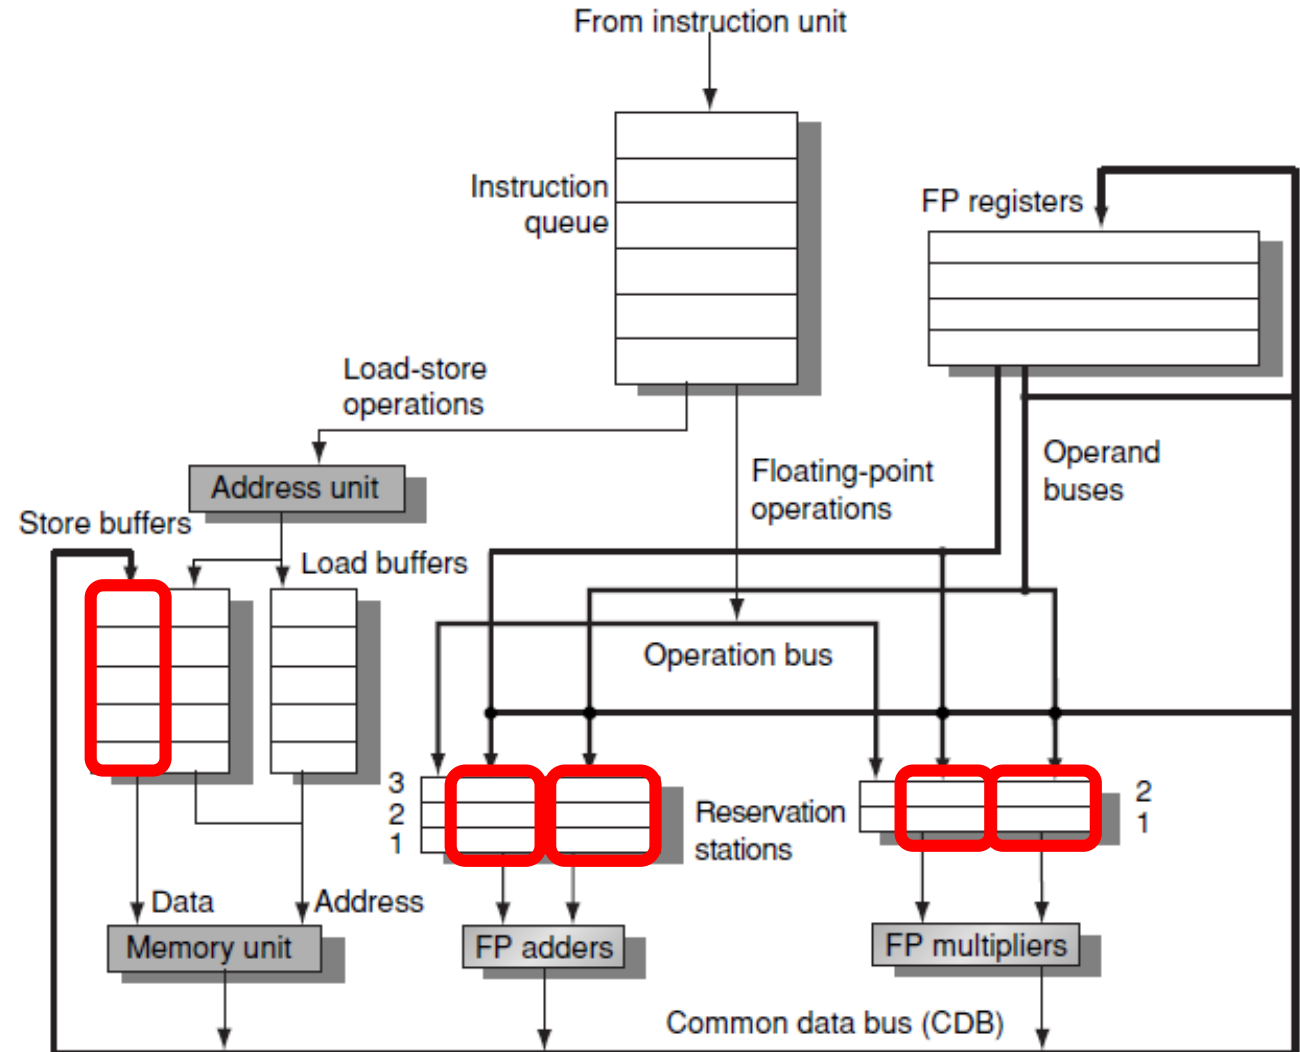 From instruction unit
Instruction
queue
FP registers
Load-store
operations
Operand
buses
Floating-point
operations
Address unit
Store buffers
Load buffers
Operation bus
3
2
1
Reservation
stations
2
1
Data
Address
Memory unit
FP adders
FP multipliers
Common data bus (CDB)